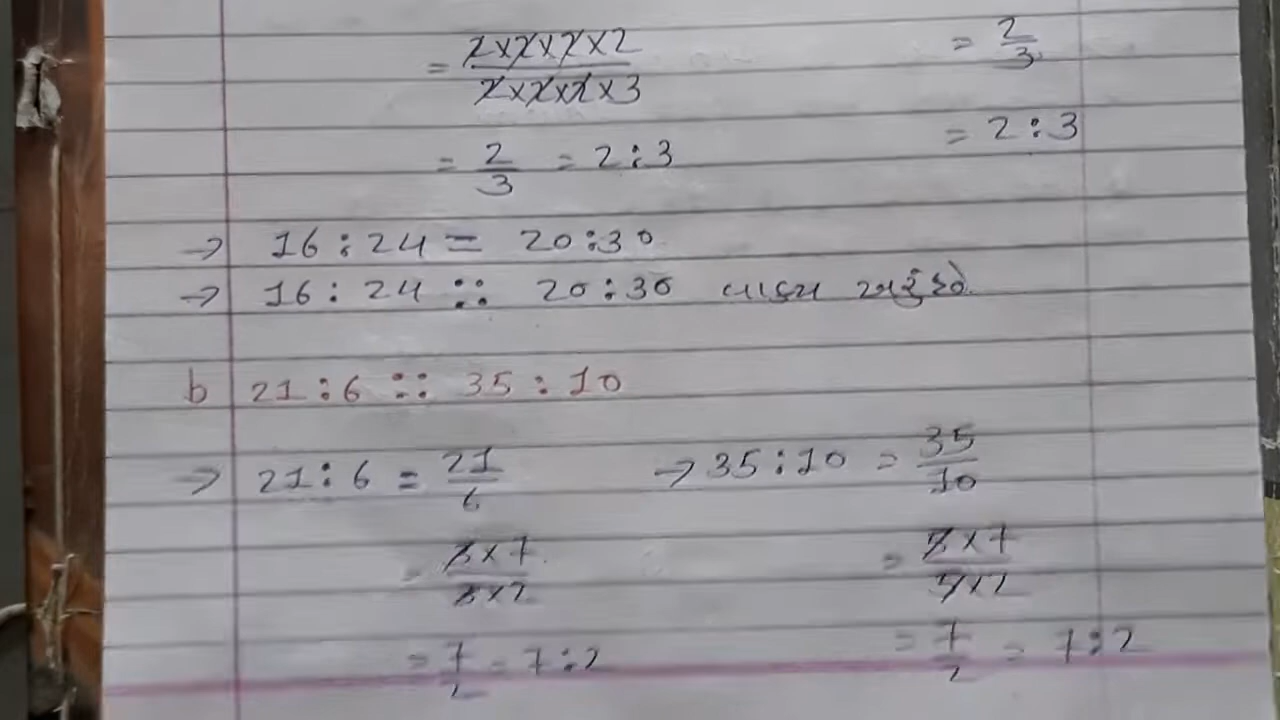 = 2×2×2×2 / 2×2×2×3    = 2/3
= 2/3 = 2:3    = 2:3
→ 16:24 = 20:30
→ 16:24 :: 20:30 વાક્ય સાચું છે.
b 21:6 :: 35:10
→ 21:6 = 21/6    → 35:10 = 35/10
= 3×7 / 3×2    = 5×7 / 5×2
= 7/2 = 7:2    = 7/2 = 7:2